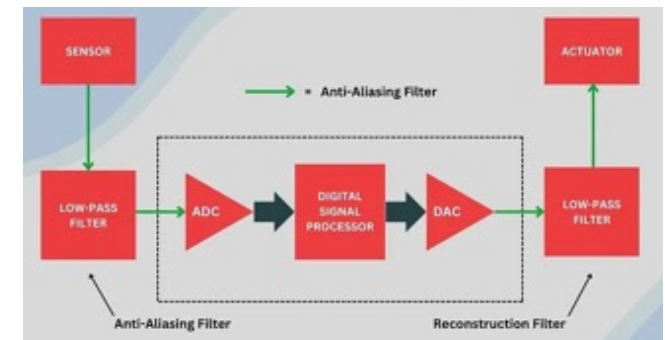 SENSOR
ACTUATOR
= Anti-Aliasing Filter
LOW-PASS
FILTER
ADC
DIGITAL
SIGNAL
PROCESSOR
DAC
LOW-PASS
FILTER
Anti-Aliasing Filter
Reconstruction Filter